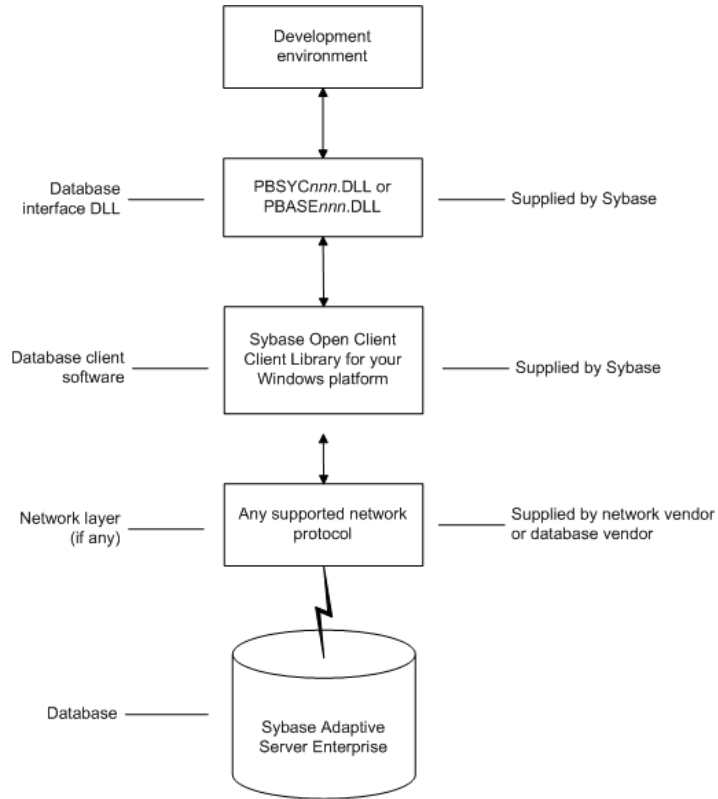 Development
environment
Database
interface DLL
PBSYCnnn.DLL or
PBASEnnn.DLL
Supplied by Sybase
Database client
software
Sybase Open Client
Client Library for your
Windows platform
Supplied by Sybase
Network layer
(if any)
Any supported network
protocol
Supplied by network vendor
or database vendor
Database
Sybase Adaptive
Server Enterprise